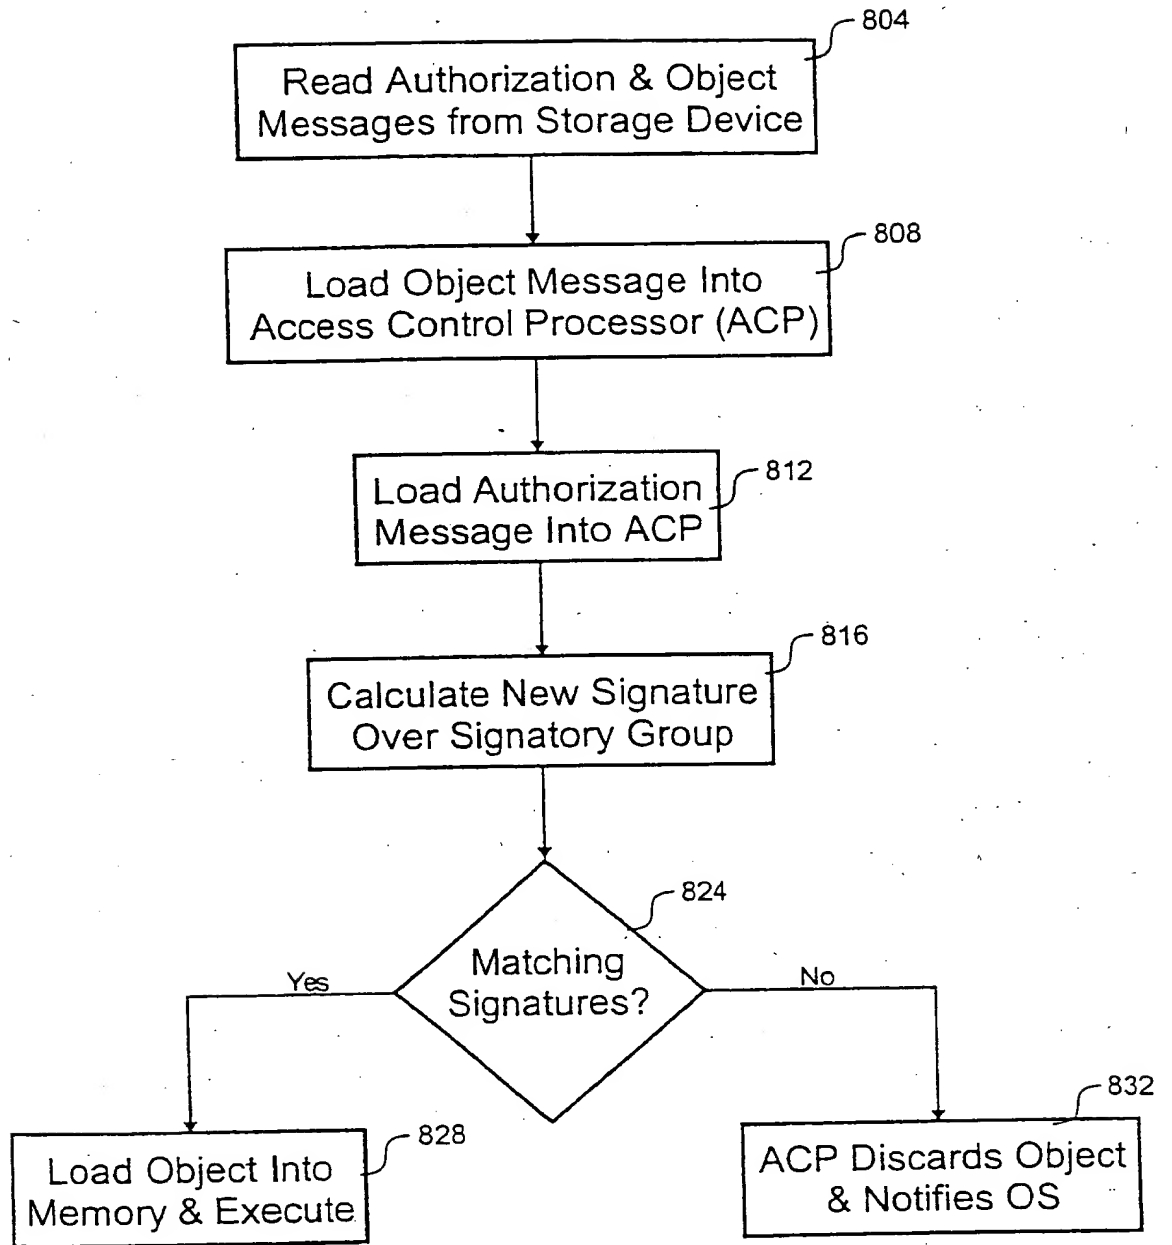 804
Read Authorization & Object
Messages from Storage Device
808
Load Object Message Into
Access Control Processor (ACP)
812
Load Authorization
Message Into ACP
816
Calculate New Signature
Over Signatory Group
824
Matching
Signatures?
Yes
No
828
Load Object Into
Memory & Execute
832
ACP Discards Object
& Notifies OS